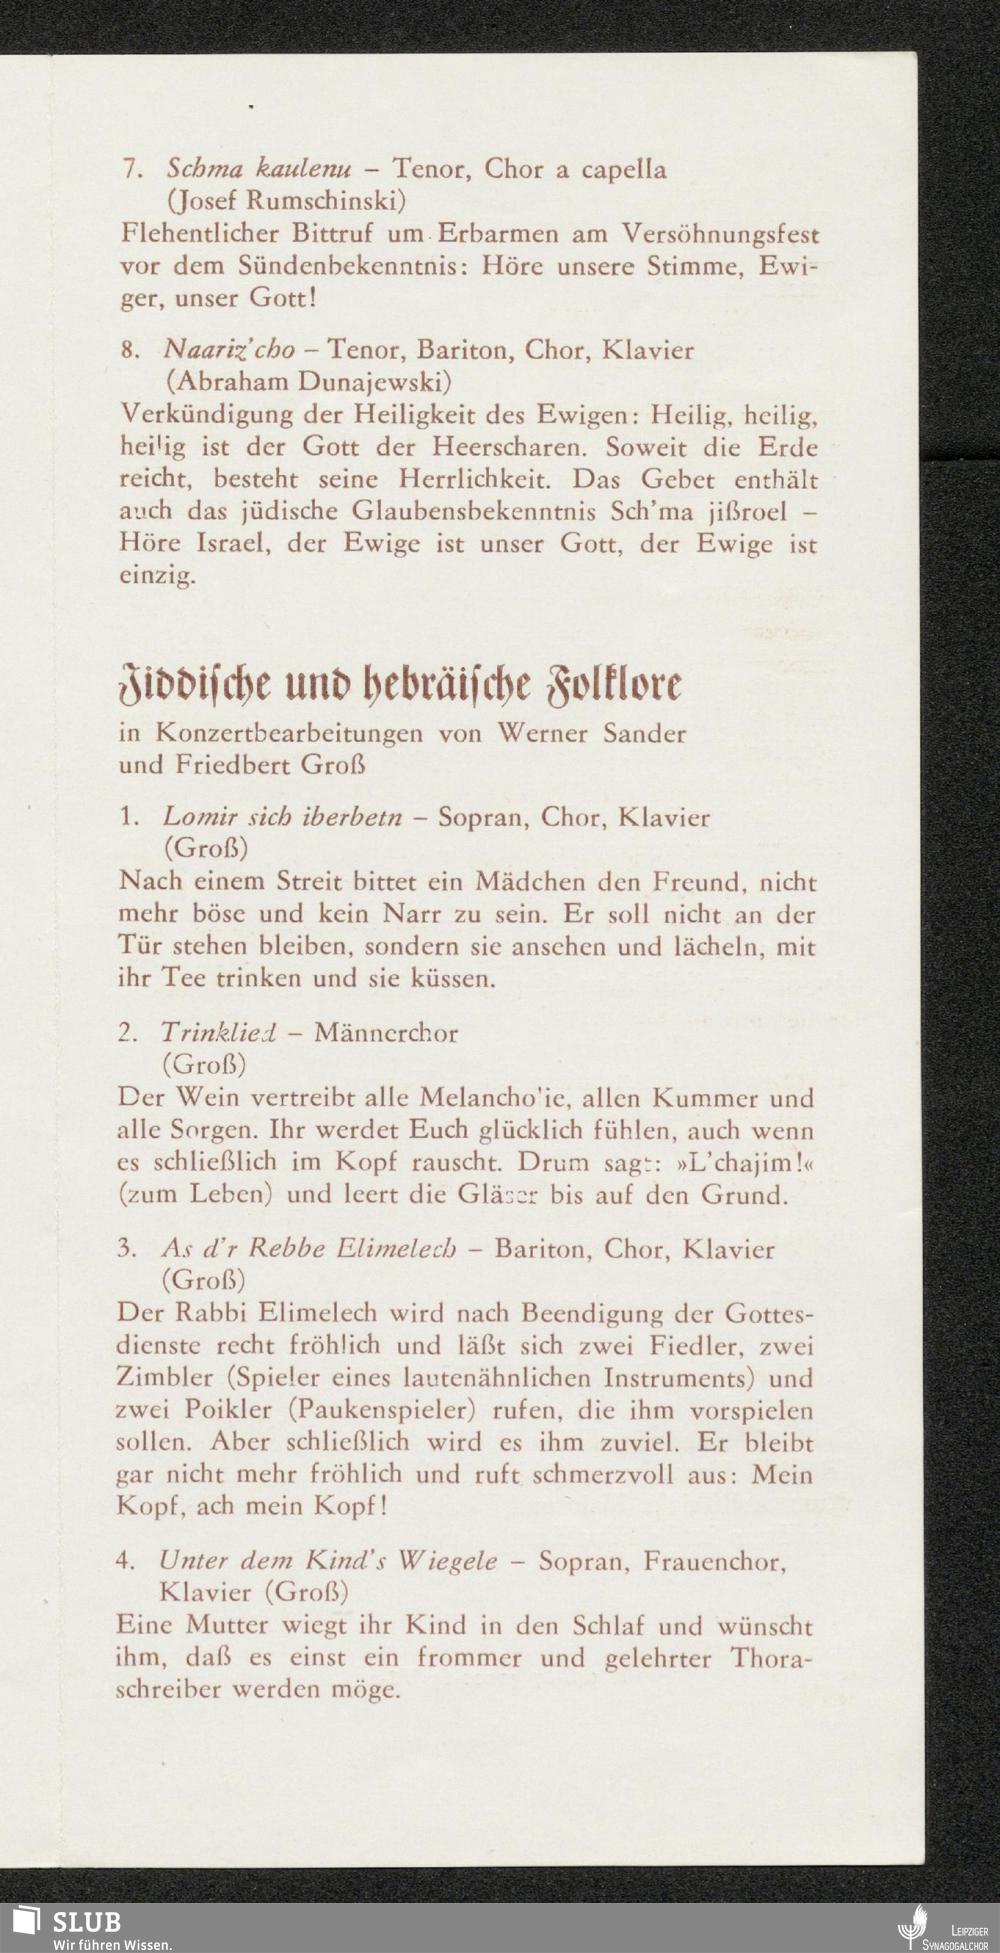 7. Schma kaulenu – Tenor, Chor a capella
(Josef Rumschinski)
Flehentlicher Bittruf um Erbarmen am Versöhnungsfest
vor dem Sündenbekenntnis: Höre unsere Stimme, Ewi-
ger, unser Gott!
8. Naariz'cho – Tenor, Bariton, Chor, Klavier
(Abraham Dunajewski)
Verkündigung der Heiligkeit des Ewigen: Heilig, heilig,
heilig ist der Gott der Heerscharen. Soweit die Erde
reicht, besteht seine Herrlichkeit. Das Gebet enthält
auch das jüdische Glaubensbekenntnis Sch'ma jißroel –
Höre Israel, der Ewige ist unser Gott, der Ewige ist
einzig.
Jiddische und hebräische Folklore
in Konzertbearbeitungen von Werner Sander
und Friedbert Groß
1. Lomir sich iberbetn – Sopran, Chor, Klavier
(Groß)
Nach einem Streit bittet ein Mädchen den Freund, nicht
mehr böse und kein Narr zu sein. Er soll nicht an der
Tür stehen bleiben, sondern sie ansehen und lächeln, mit
ihr Tee trinken und sie küssen.
2. Trinklied – Männerchor
(Groß)
Der Wein vertreibt alle Melancholie, allen Kummer und
alle Sorgen. Ihr werdet Euch glücklich fühlen, auch wenn
es schließlich im Kopf rauscht. Drum sagt: »L'chajim!«
(zum Leben) und leert die Gläser bis auf den Grund.
3. As d'r Rebbe Elimelech – Bariton, Chor, Klavier
(Groß)
Der Rabbi Elimelech wird nach Beendigung der Gottes-
dienste recht fröhlich und läßt sich zwei Fiedler, zwei
Zimbler (Spieler eines lautenähnlichen Instruments) und
zwei Poikler (Paukenspieler) rufen, die ihm vorspielen
sollen. Aber schließlich wird es ihm zuviel. Er bleibt
gar nicht mehr fröhlich und ruft schmerzvoll aus: Mein
Kopf, ach mein Kopf!
4. Unter dem Kind's Wiegele – Sopran, Frauenchor,
Klavier (Groß)
Eine Mutter wiegt ihr Kind in den Schlaf und wünscht
ihm, daß es einst ein frommer und gelehrter Thora-
schreiber werden möge.
SLUB
Wir führen Wissen.
LEIPZIGER
SYNAGOGALCHOR